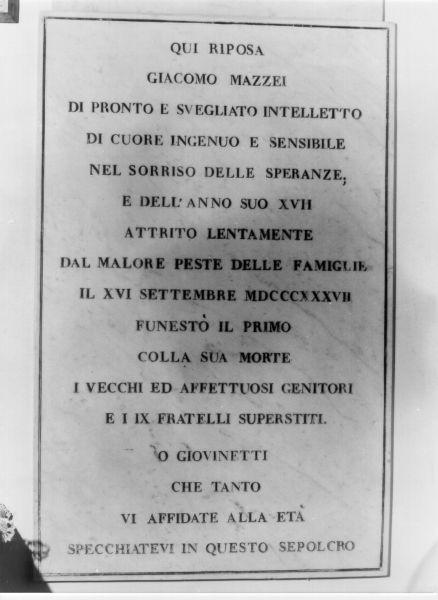 QUI RIPOSA
GIACOMO MAZZEI
DI PRONTO E SVEGLIATO INTELLETTO
DI CUORE INGENUO E SENSIBILE
NEL SORRISO DELLE SPERANZE;
E DELL'ANNO SUO XVII
ATTRITO LENTAMENTE
DAL MALORE PESTE DELLE FAMIGLIE
IL XVI SETTEMBRE MDCCCXXXVII
FUNESTÒ IL PRIMO
COLLA SUA MORTE
I VECCHI ED AFFETTUOSI GENITORI
E I IX FRATELLI SUPERSTITI.
O GIOVINETTI
CHE TANTO
VI AFFIDATE ALLA ETÀ
SPECCHIATEVI IN QUESTO SEPOLCRO